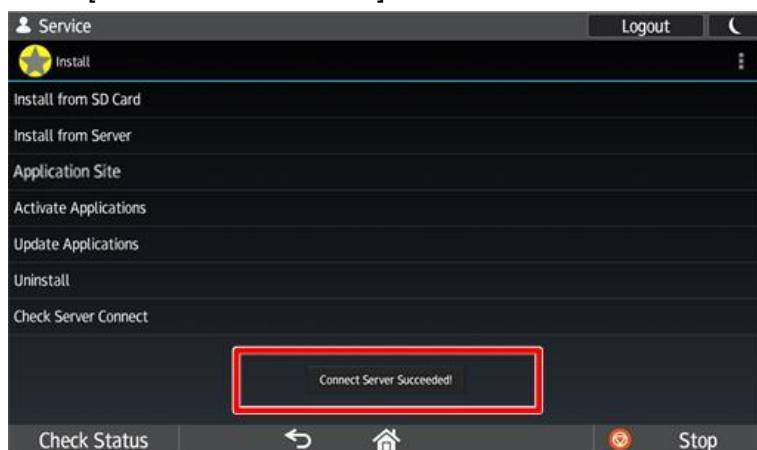 Service
Logout
Install
Install from SD Card
Install from Server
Application Site
Activate Applications
Update Applications
Uninstall
Check Server Connect
Connect Server Succeeded!
Check Status
Stop